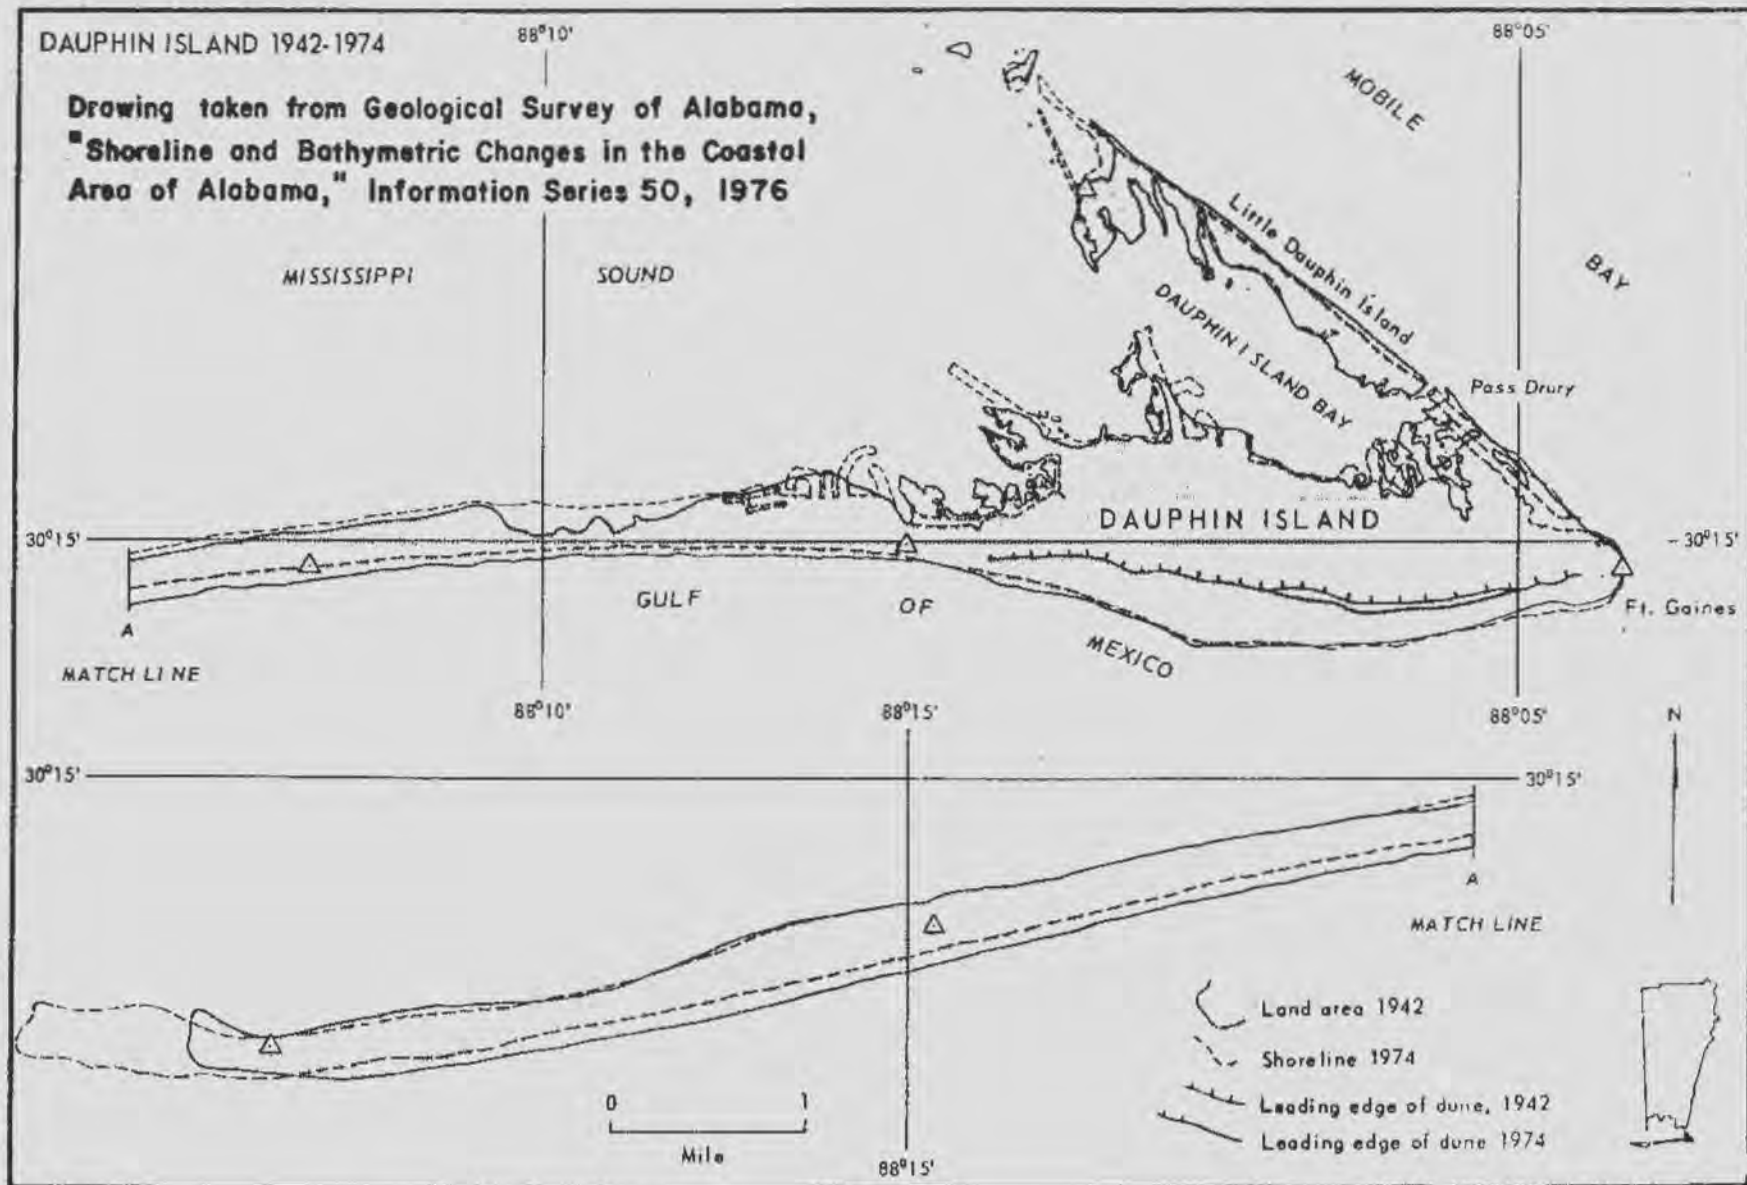 DAUPHIN ISLAND 1942-1974
88°10'
88°05'
Drawing taken from Geological Survey of Alabama,
"Shoreline and Bathymetric Changes in the Coastal
Area of Alabama," Information Series 50, 1976
MOBILE
BAY
MISSISSIPPI SOUND
Little Dauphin Island
DAUPHIN ISLAND BAY
Pass Drury
DAUPHIN ISLAND
30°15'
30°15'
GULF OF MEXICO
Ft. Gaines
A
MATCH LINE
88°10'
88°15'
88°05'
N
30°15'
30°15'
A
MATCH LINE
Land area 1942
Shoreline 1974
Leading edge of dune, 1942
Leading edge of dune 1974
0 1
Mile
88°15'